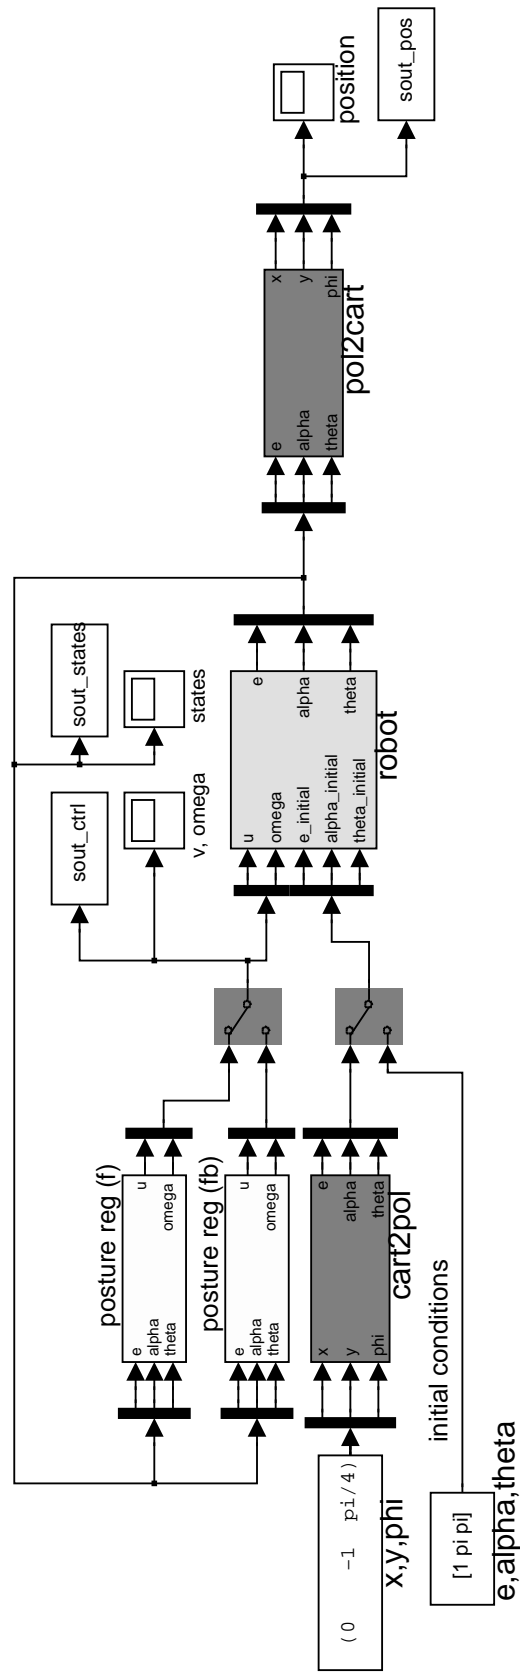 posture reg (f)
e
alpha
theta
u
omega
posture reg (fb)
e
alpha
theta
u
omega
(0 -1 pi/4)
x,y,phi
x
y
phi
e
alpha
theta
cart2pol
initial conditions
[1 pi pi]
e,alpha,theta
sout_ctrl
v, omega
sout_states
states
u
omega
e_initial
alpha_initial
theta_initial
e
alpha
theta
robot
e
alpha
theta
x
y
phi
pol2cart
position
sout_pos